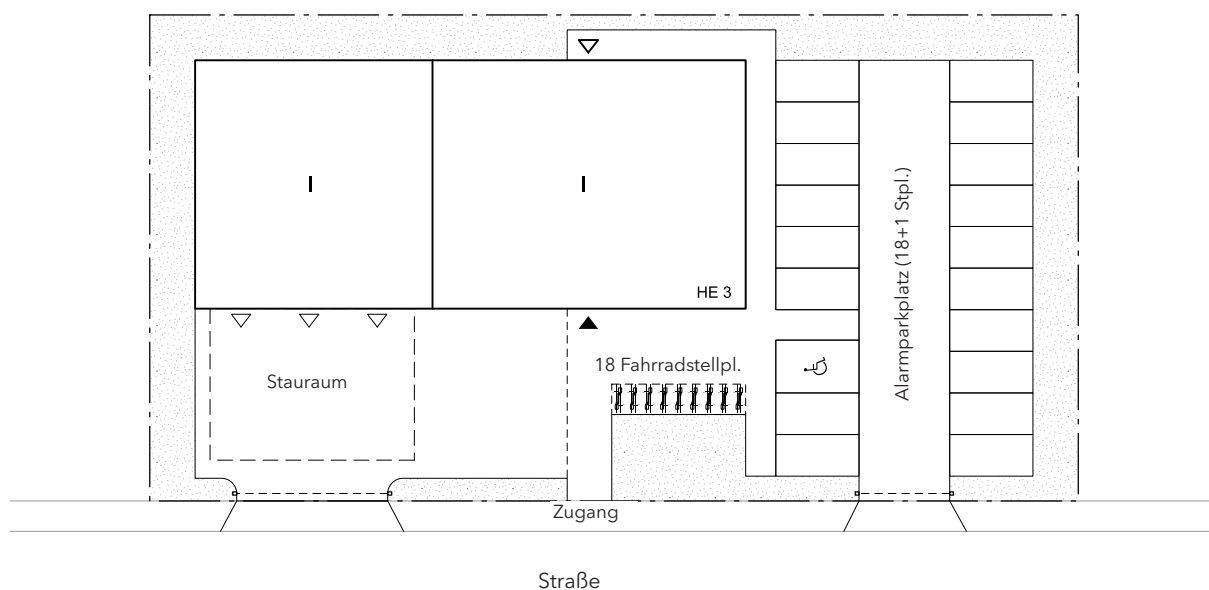 I
I
HE 3
Alarmparkplatz (18+1 Stpl.)
18 Fahrradstellpl.
Stauraum
Zugang
Straße